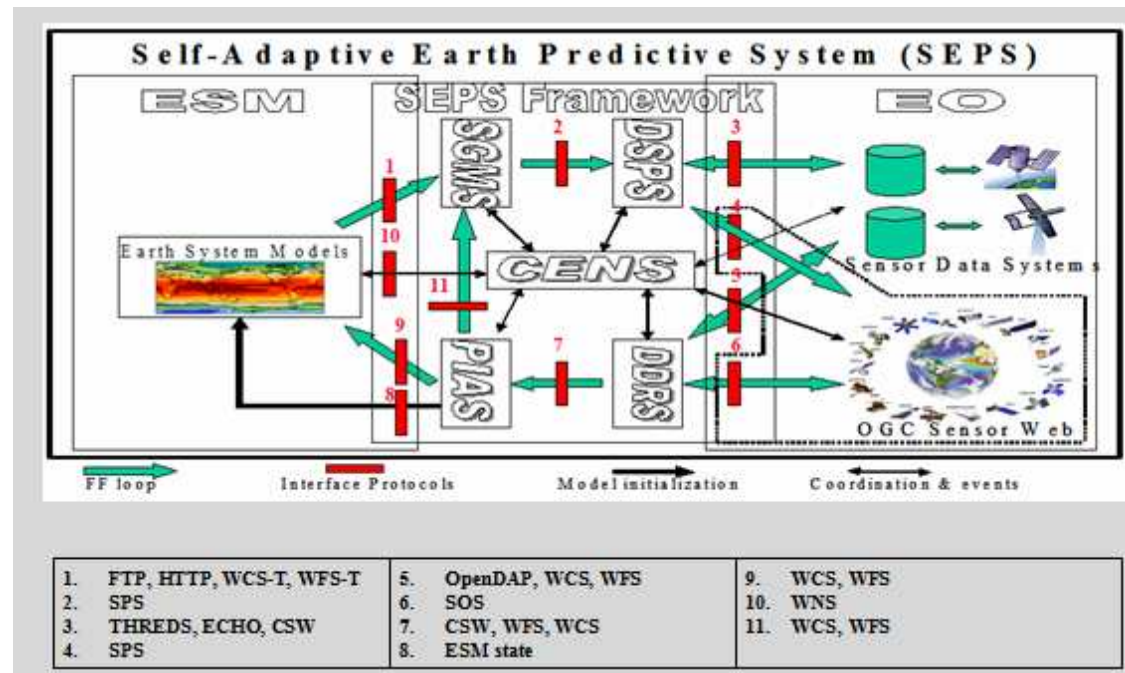 Self-Adaptive Earth Predictive System (SEPS)
ESM
SEPS Framework
EO
SGMS
DSPS
1
2
3
4
10
Earth System Models
CENS
Sensor Data Systems
11
5
9
7
6
8
PIAS
DDRS
OGC Sensor Web
FF loop
Interface Protocols
Model initialization
Coordination & events
1. FTP, HTTP, WCS-T, WFS-T
2. SPS
3. THREDS, ECHO, CSW
4. SPS
5. OpenDAP, WCS, WFS
6. SOS
7. CSW, WFS, WCS
8. ESM state
9. WCS, WFS
10. WNS
11. WCS, WFS